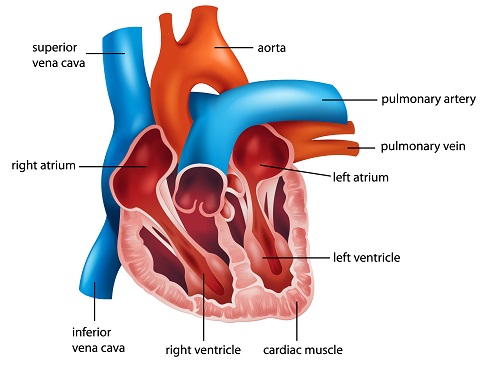 superior
vena cava
aorta
pulmonary artery
pulmonary vein
right atrium
left atrium
left ventricle
inferior
vena cava
right ventricle
cardiac muscle